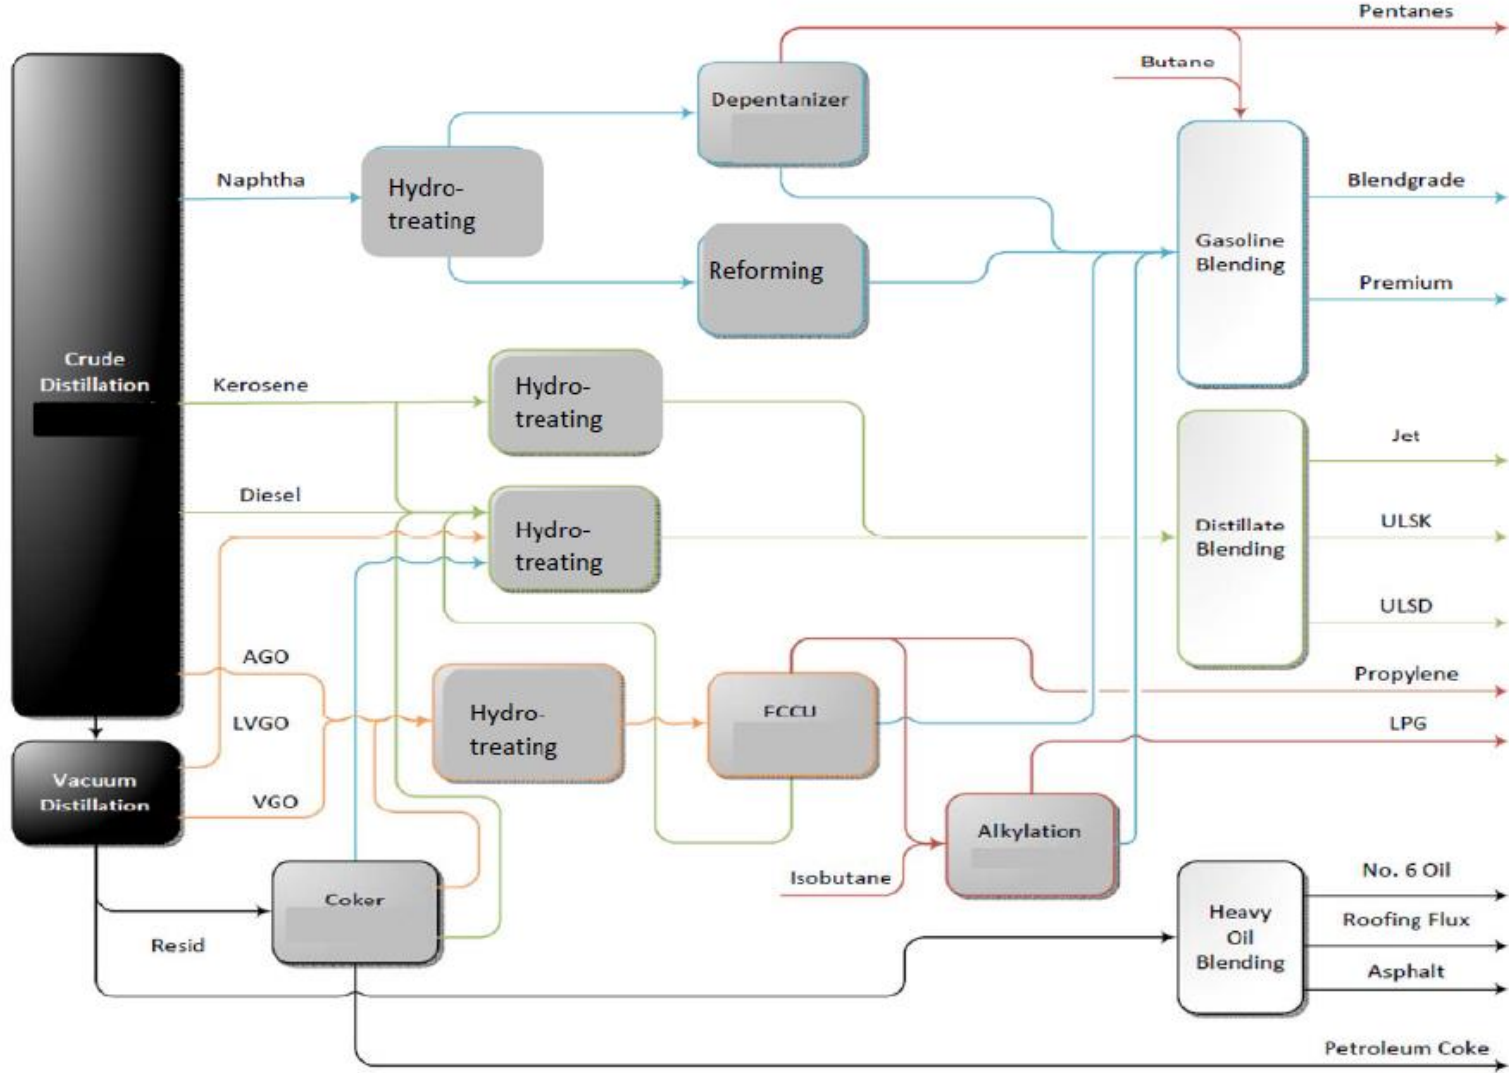 Pentanes
Butane
Depentanizer
Naphtha
Hydro-
treating
Blendgrade
Gasoline
Blending
Reforming
Premium
Crude
Distillation
Kerosene
Hydro-
treating
Jet
Diesel
Hydro-
treating
Distillate
Blending
ULSK
ULSD
AGO
Propylene
LVGO
Hydro-
treating
FCCU
LPG
Vacuum
Distillation
VGO
Alkylation
Isobutane
Coker
No. 6 Oil
Heavy
Oil
Blending
Roofing Flux
Resid
Asphalt
Petroleum Coke